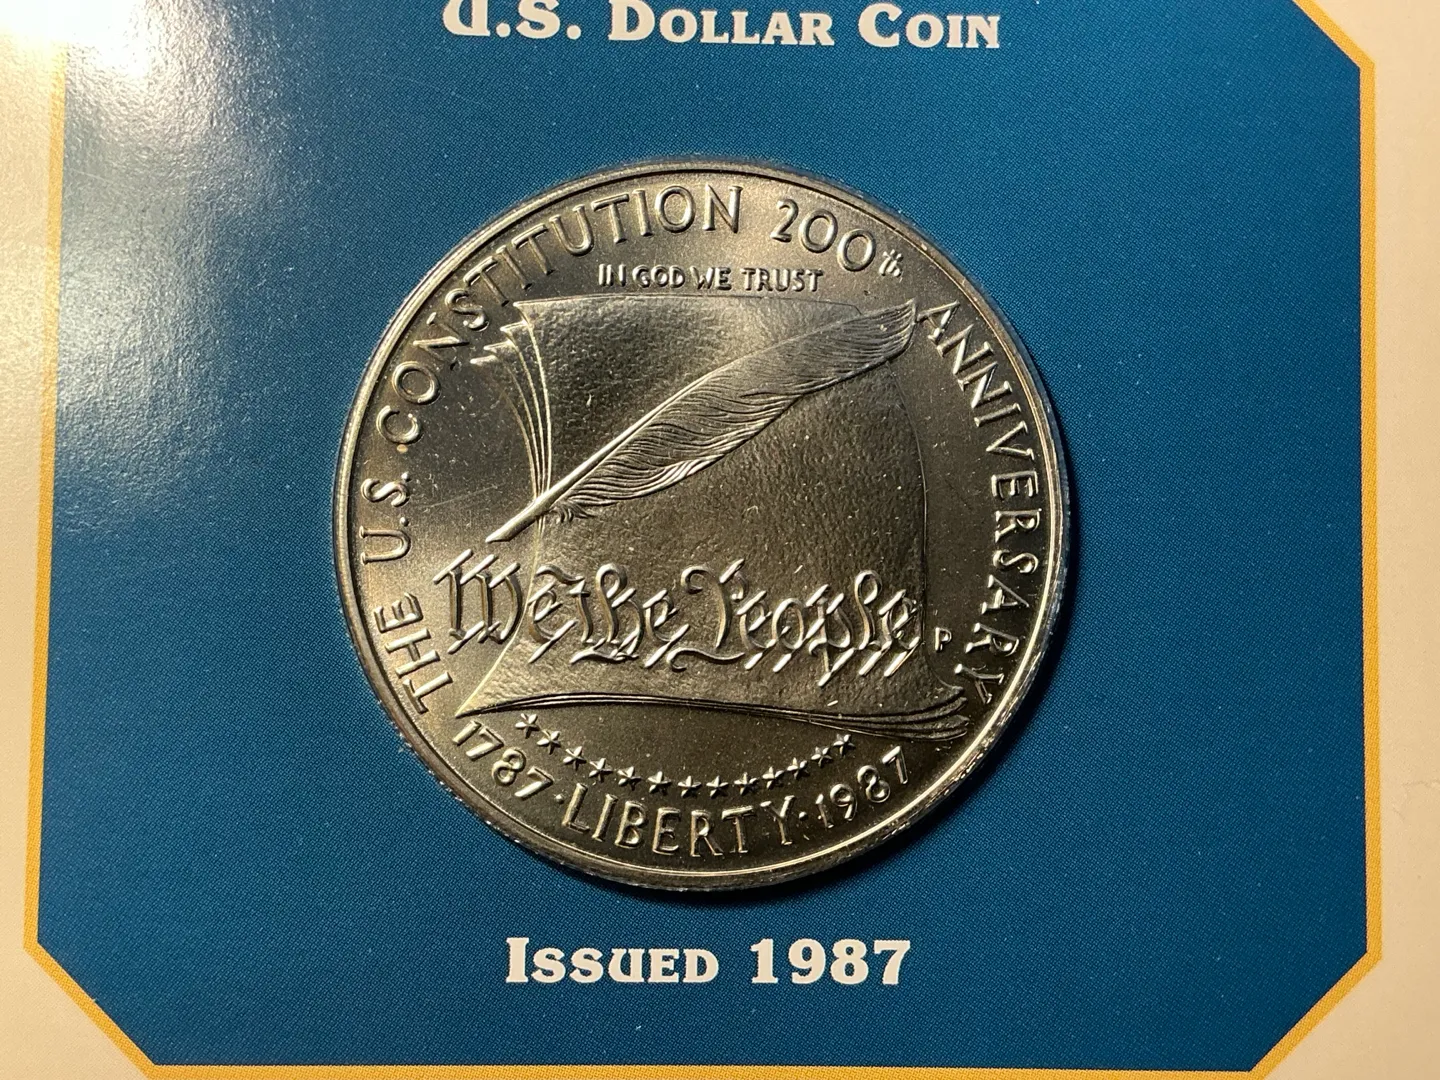 U.S. DOLLAR COIN
THE U.S. CONSTITUTION 200th ANNIVERSARY
IN GOD WE TRUST
We the People
P
1787·LIBERTY·1987
ISSUED 1987